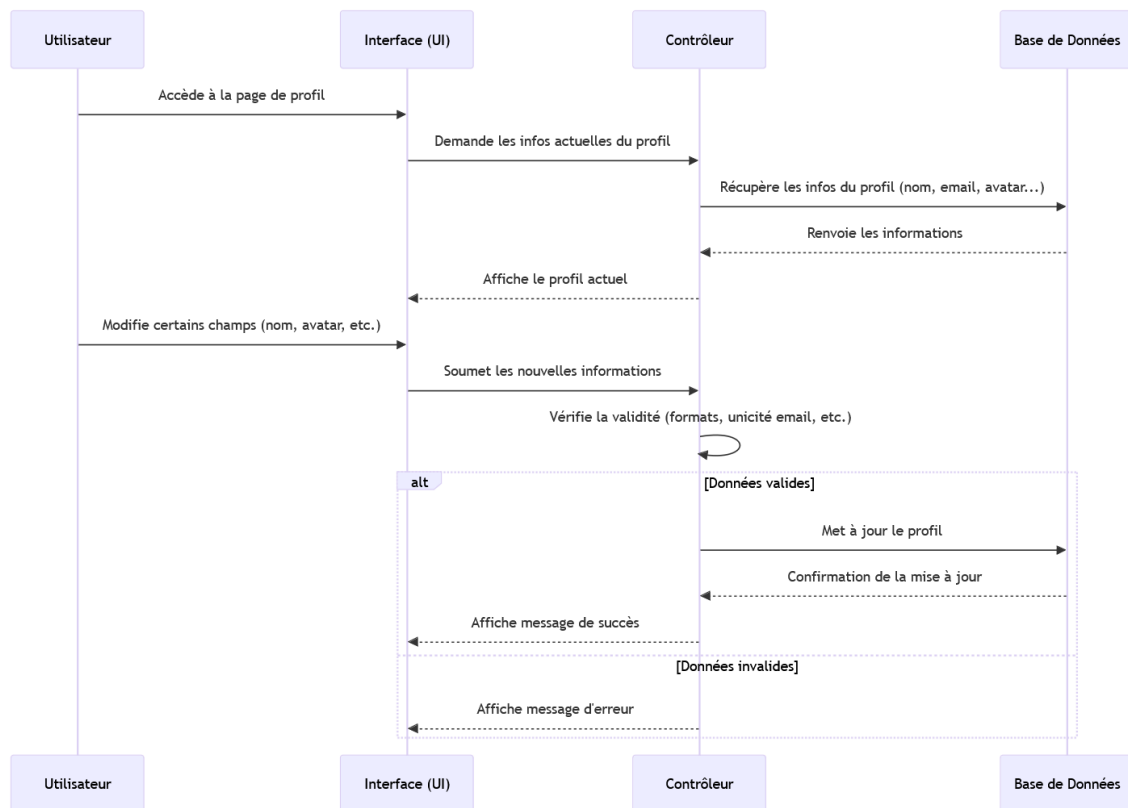 Utilisateur
Interface (UI)
Contrôleur
Base de Données
Accède à la page de profil
Demande les infos actuelles du profil
Récupère les infos du profil (nom, email, avatar...)
Renvoie les informations
Affiche le profil actuel
Modifie certains champs (nom, avatar, etc.)
Soumet les nouvelles informations
Vérifie la validité (formats, unicité email, etc.)
alt
[Données valides]
Met à jour le profil
Confirmation de la mise à jour
Affiche message de succès
[Données invalides]
Affiche message d'erreur
Utilisateur
Interface (UI)
Contrôleur
Base de Données